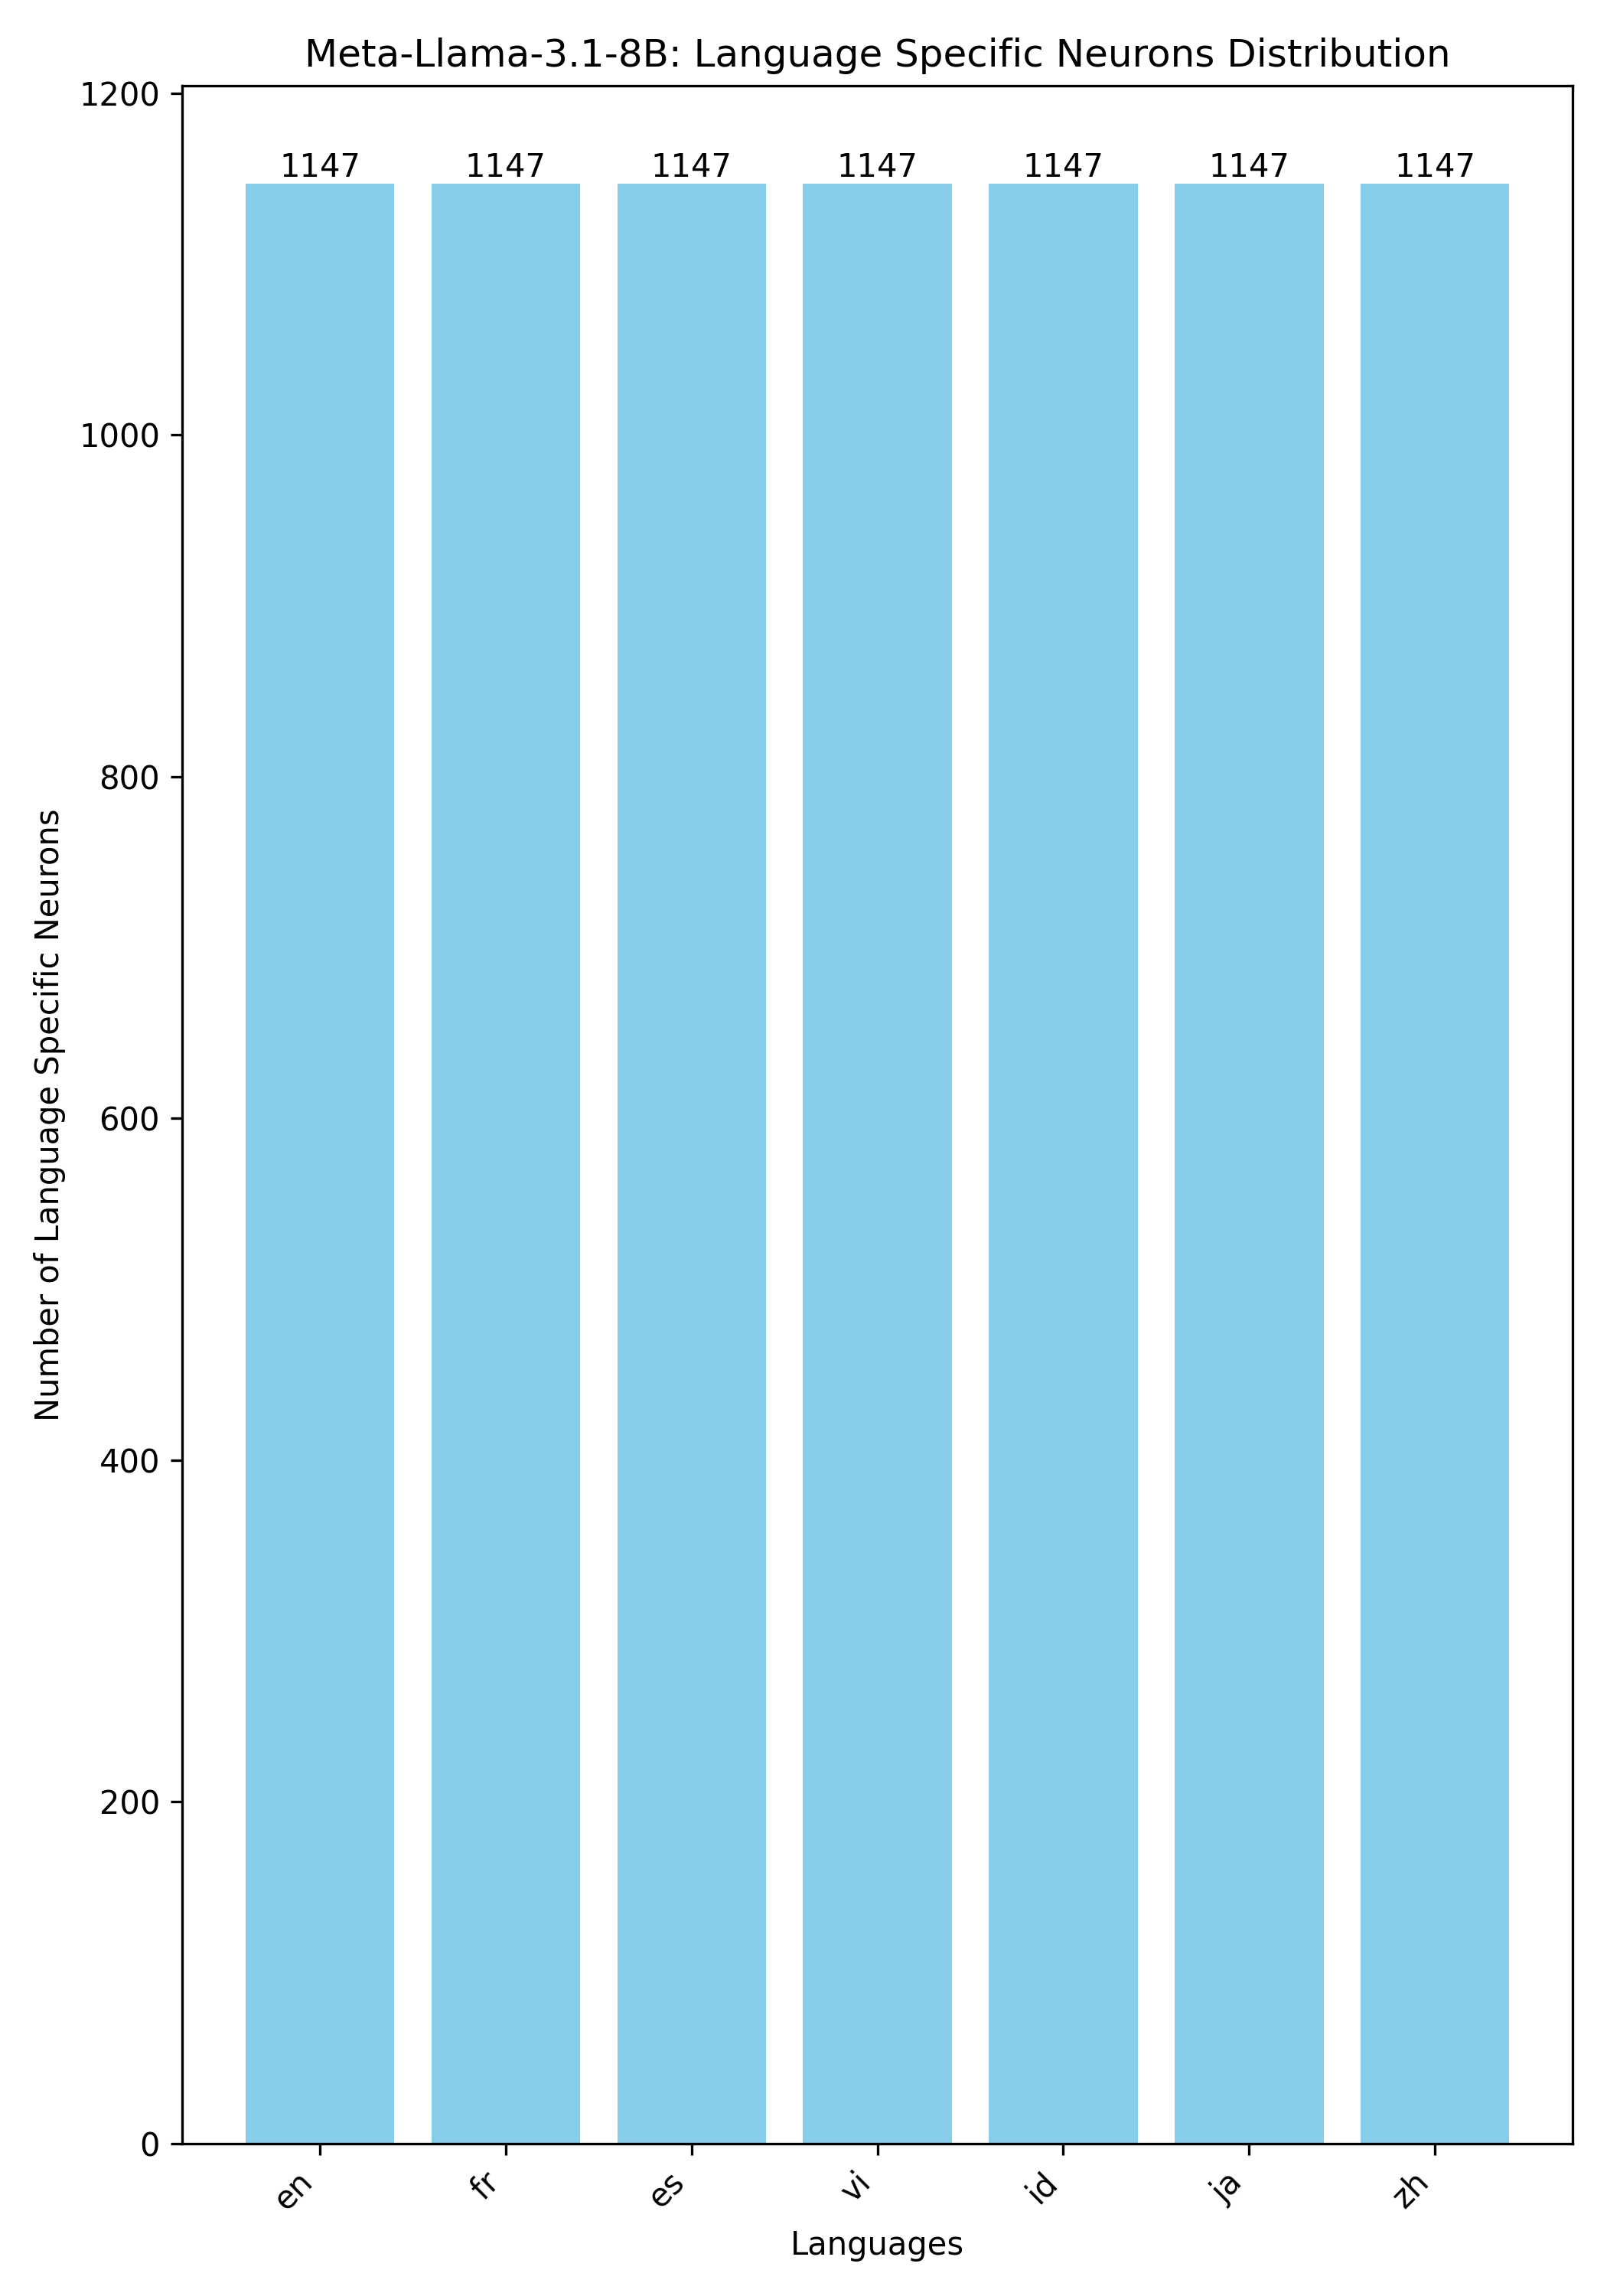 Meta-Llama-3.1-8B: Language Specific Neurons Distribution
1200
1000
800
600
400
200
0
Number of Language Specific Neurons
1147 1147 1147 1147 1147 1147 1147
en fr es vi id ja zh
Languages